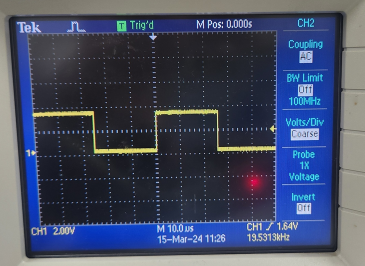 Tek T Trig'd M Pos: 0.000s CH2
Coupling
AC
BW Limit
Off
100MHz
Volts/Div
Coarse
Probe
1X
Voltage
Invert
Off
1
CH1 2.00V M 10.0µs CH1 1.64V
15-Mar-24 11:26 19.5313kHz